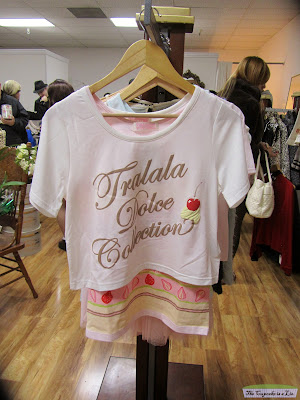 Tralala
Dolce
Collection
The Cupcake is a Lie